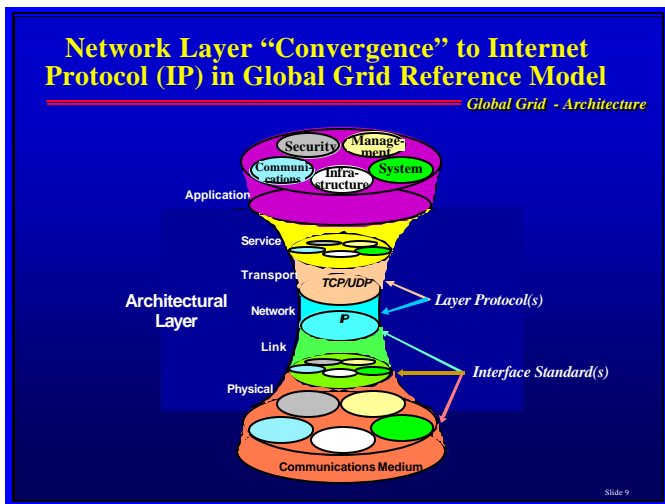 Network Layer “Convergence” to Internet
Protocol (IP) in Global Grid Reference Model
Global Grid - Architecture
Security
Manage-
ment
Communi-
cations
Infra-
structure
System
Application
Service
Transport
TCP/UDP
Architectural
Layer
Layer Protocol(s)
Network
IP
Link
Interface Standard(s)
Physical
Communications Medium
Slide 9